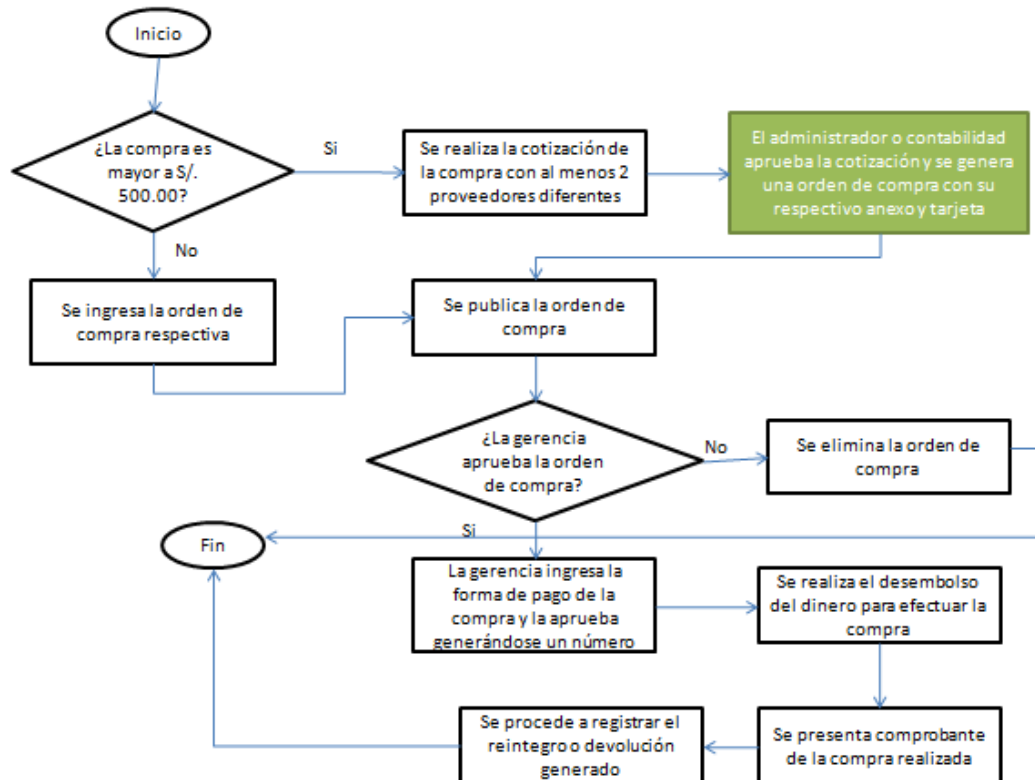 Inicio
¿La compra es
mayor a S/.
500.00?
Si
Se realiza la cotización de
la compra con al menos 2
proveedores diferentes
El administrador o contabilidad
aprueba la cotización y se genera
una orden de compra con su
respectivo anexo y tarjeta
No
Se ingresa la orden de
compra respectiva
Se publica la orden de
compra
¿La gerencia
aprueba la orden
de compra?
No
Se elimina la orden de
compra
Si
Fin
La gerencia ingresa la
forma de pago de la
compra y la aprueba
generándose un número
Se realiza el desembolso
del dinero para efectuar la
compra
Se presenta comprobante
de la compra realizada
Se procede a registrar el
reintegro o devolución
generado